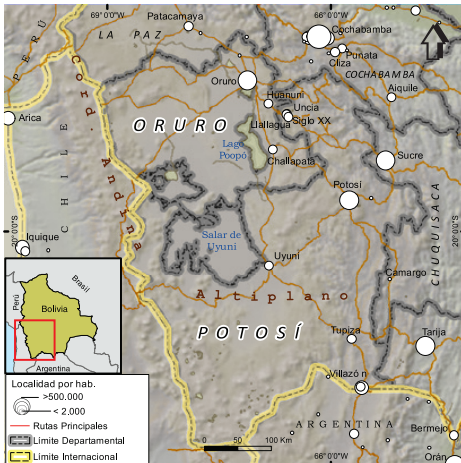 69° 0'0"W
66° 0'0"W
Patacamaya
Cochabamba
PERÚ
LA PAZ
Punata
Cliza
COCHABAMBA
Oruro
Aiquile
Huanuni
Uncia
Siglo XX
Llallagua
Arica
ORURO
Cord. Andina
CHILE
Lago
Poopó
Challapata
Sucre
Potosí
CHUQUISACA
20° 0'0"S
20° 0'0"S
Iquique
Salar de
Uyuni
Uyuni
Camargo
Altiplano
POTOSÍ
Tupiza
Tarija
Villazón
ARGENTINA
Bermejo
Orán
Brasil
Perú
Bolivia
Argentina
Localidad por hab.
>500.000
< 2.000
Rutas Principales
Limite Departamental
Limite Internacional
0 50 100 Km
66° 0'0"W